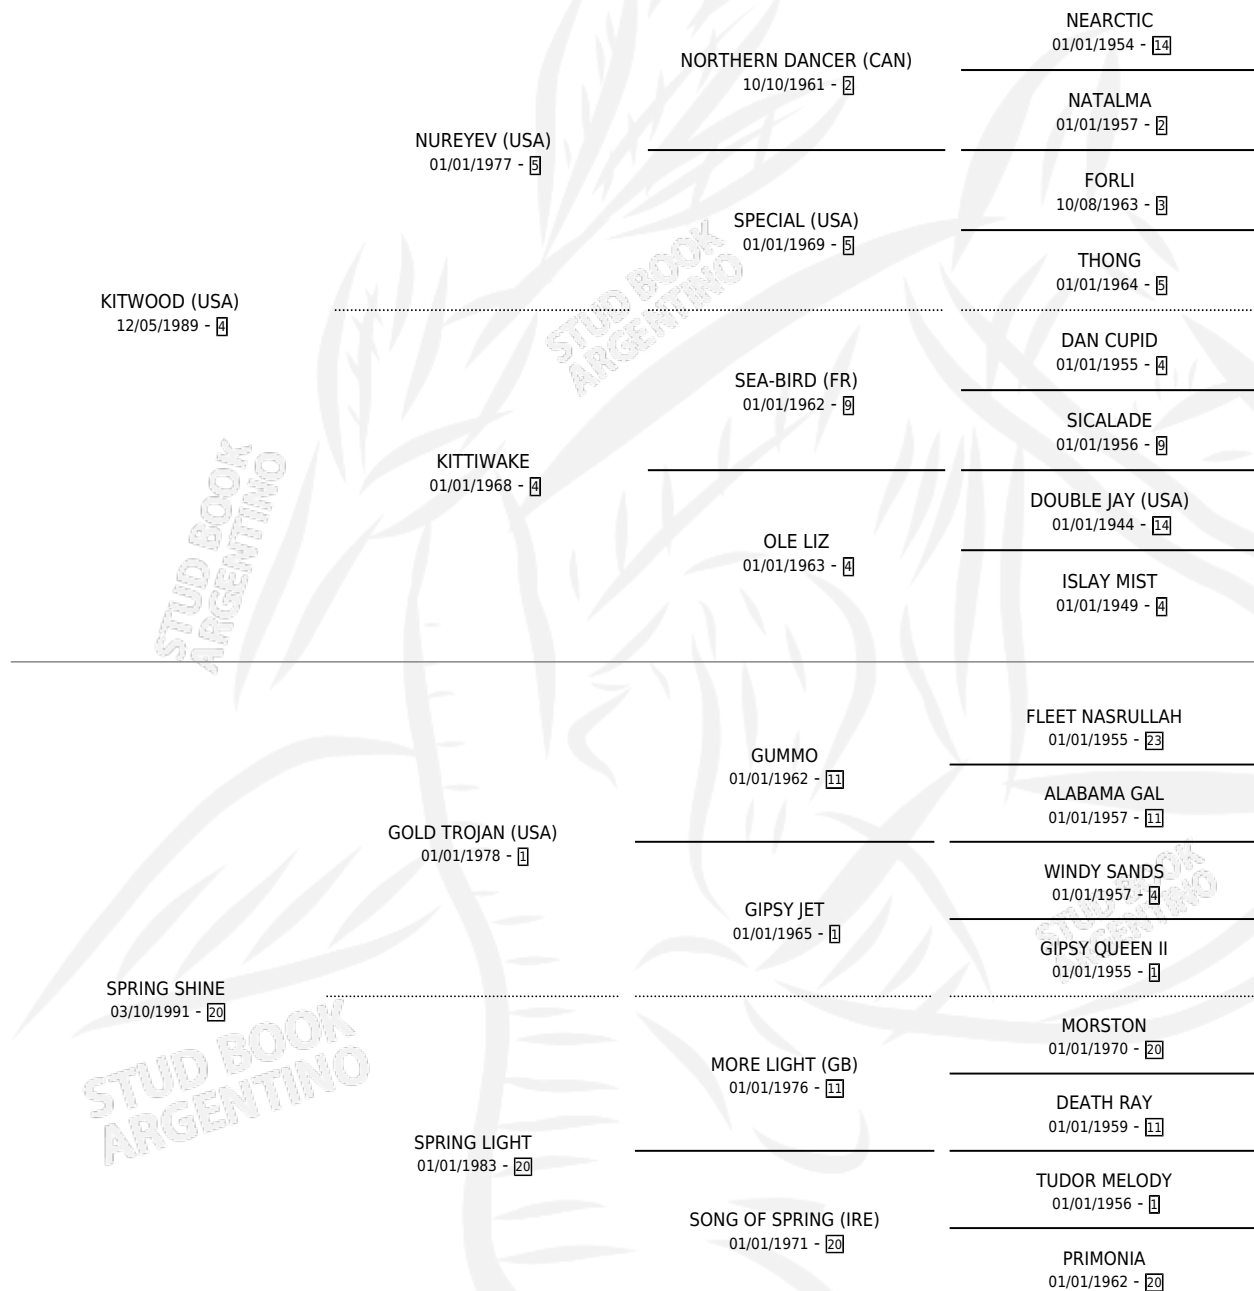 NEARCTIC
01/01/1954 - 14
NORTHERN DANCER (CAN)
10/10/1961 - 2
NATALMA
01/01/1957 - 2
NUREYEV (USA)
01/01/1977 - 5
FORLI
10/08/1963 - 3
SPECIAL (USA)
01/01/1969 - 5
THONG
01/01/1964 - 5
KITWOOD (USA)
12/05/1989 - 4
DAN CUPID
01/01/1955 - 4
SEA-BIRD (FR)
01/01/1962 - 9
SICALADE
01/01/1956 - 9
KITTIWAKE
01/01/1968 - 4
DOUBLE JAY (USA)
01/01/1944 - 14
OLE LIZ
01/01/1963 - 4
ISLAY MIST
01/01/1949 - 4
FLEET NASRULLAH
01/01/1955 - 23
GUMMO
01/01/1962 - 11
ALABAMA GAL
01/01/1957 - 11
GOLD TROJAN (USA)
01/01/1978 - 1
WINDY SANDS
01/01/1957 - 4
GIPSY JET
01/01/1965 - 1
GIPSY QUEEN II
01/01/1955 - 1
SPRING SHINE
03/10/1991 - 20
MORSTON
01/01/1970 - 20
MORE LIGHT (GB)
01/01/1976 - 11
DEATH RAY
01/01/1959 - 11
SPRING LIGHT
01/01/1983 - 20
TUDOR MELODY
01/01/1956 - 1
SONG OF SPRING (IRE)
01/01/1971 - 20
PRIMONIA
01/01/1962 - 20
STUD BOOK
ARGENTINO
STUD BOOK
ARGENTINO
STUD BOOK
ARGENTINO
STUD BOOK
ARGENTINO